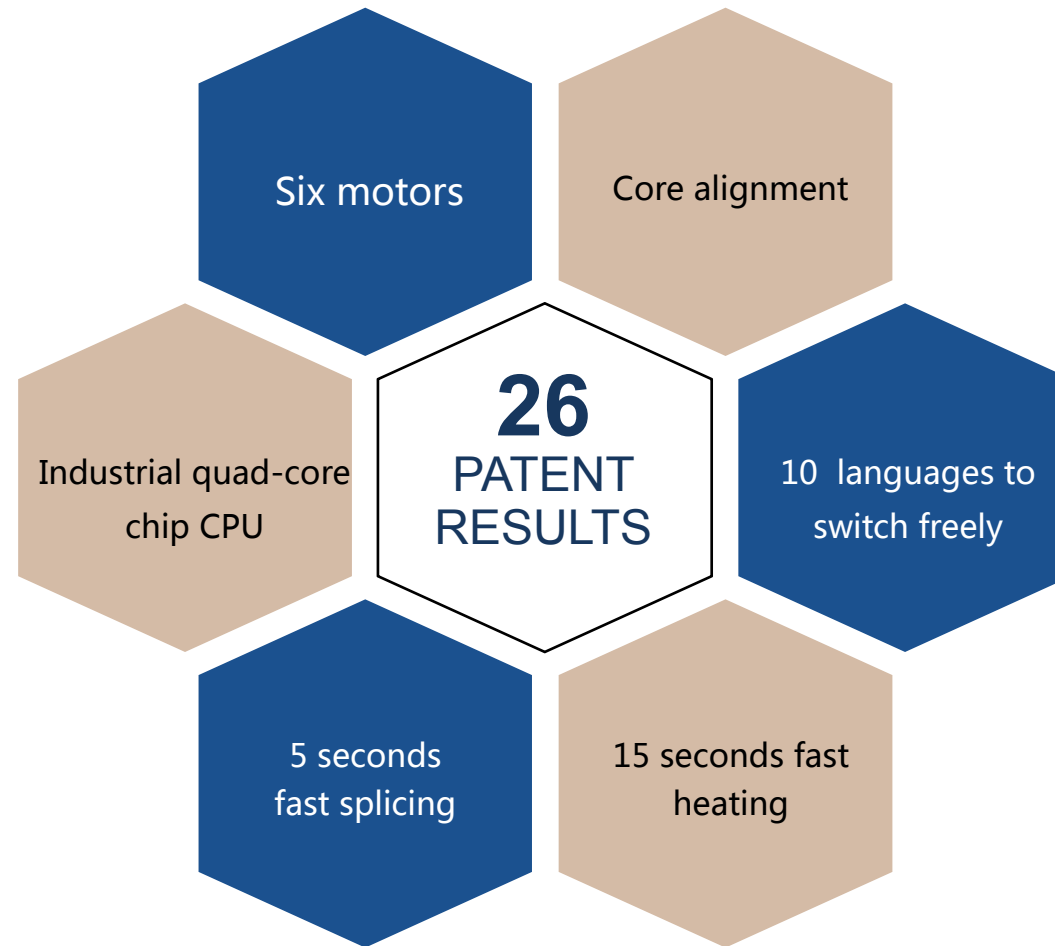 Six motors
Core alignment
Industrial quad-core
chip CPU
26
PATENT
RESULTS
10  languages to
switch freely
5 seconds
fast splicing
15 seconds fast
heating